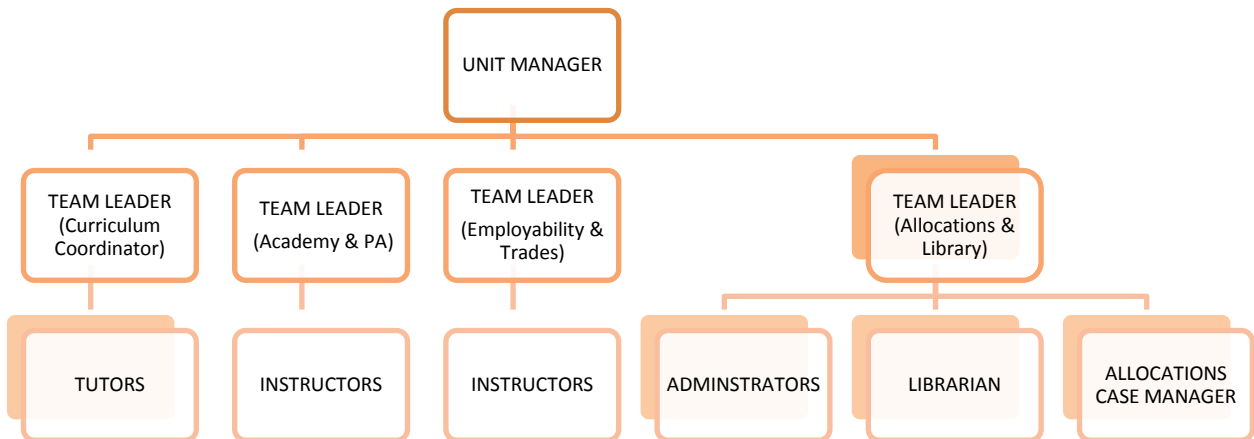 UNIT MANAGER
TEAM LEADER
(Curriculum
Coordinator)
TEAM LEADER
(Academy & PA)
TEAM LEADER
(Employability &
Trades)
TEAM LEADER
(Allocations &
Library)
TUTORS
INSTRUCTORS
INSTRUCTORS
ADMINSTRATORS
LIBRARIAN
ALLOCATIONS
CASE MANAGER